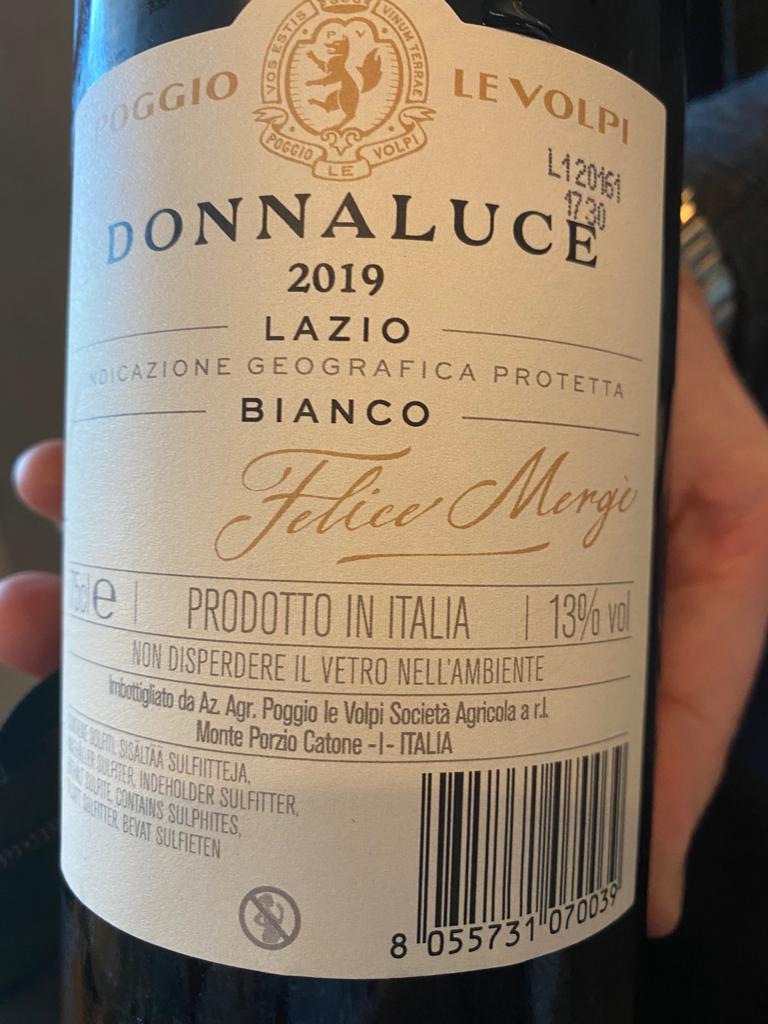 VOS ESTIS VINUM TERRAE
P V
POGGIO LE VOLPI
POGGIO LE VOLPI
L120161
17:30
DONNALUCE
2019
LAZIO
INDICAZIONE GEOGRAFICA PROTETTA
BIANCO
Felice Mergè
75cl e | PRODOTTO IN ITALIA | 13% vol
NON DISPERDERE IL VETRO NELL'AMBIENTE
Imbottigliato da Az. Agr. Poggio le Volpi Società Agricola a r.l.
Monte Porzio Catone -I- ITALIA
SOLFITI, SISÄLTÄÄ SULFIITTEJA,
SULFITER, INDEHOLDER SULFITTER,
SULFITE, CONTAINS SULPHITES,
SULFITTER, BEVAT SULFIETEN
8 055731 070039